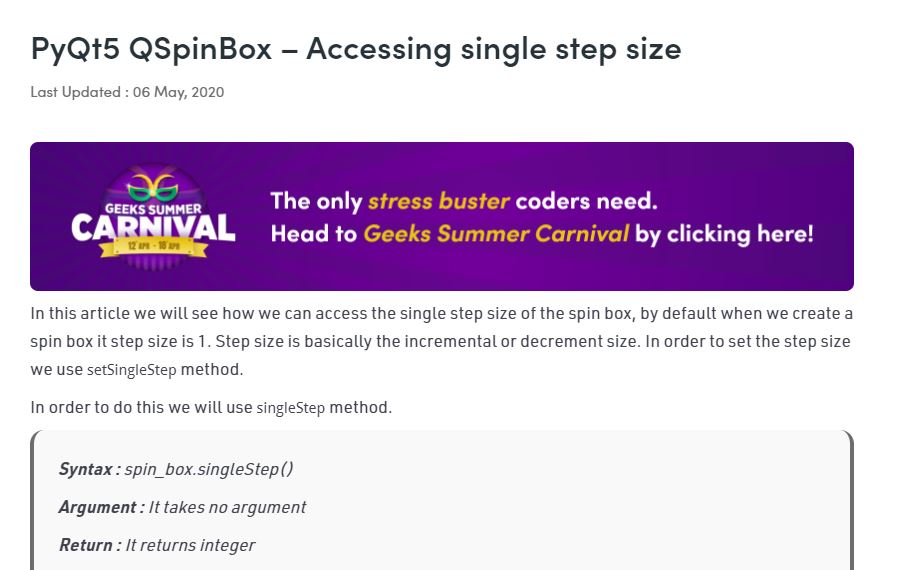 PyQt5 QSpinBox – Accessing single step size
Last Updated : 06 May, 2020
GEEKS SUMMER
CARNIVAL
12 APR - 18 APR
The only stress buster coders need.
Head to Geeks Summer Carnival by clicking here!
In this article we will see how we can access the single step size of the spin box, by default when we create a
spin box it step size is 1. Step size is basically the incremental or decrement size. In order to set the step size
we use setSingleStep method.
In order to do this we will use singleStep method.
Syntax : spin_box.singleStep()
Argument : It takes no argument
Return : It returns integer